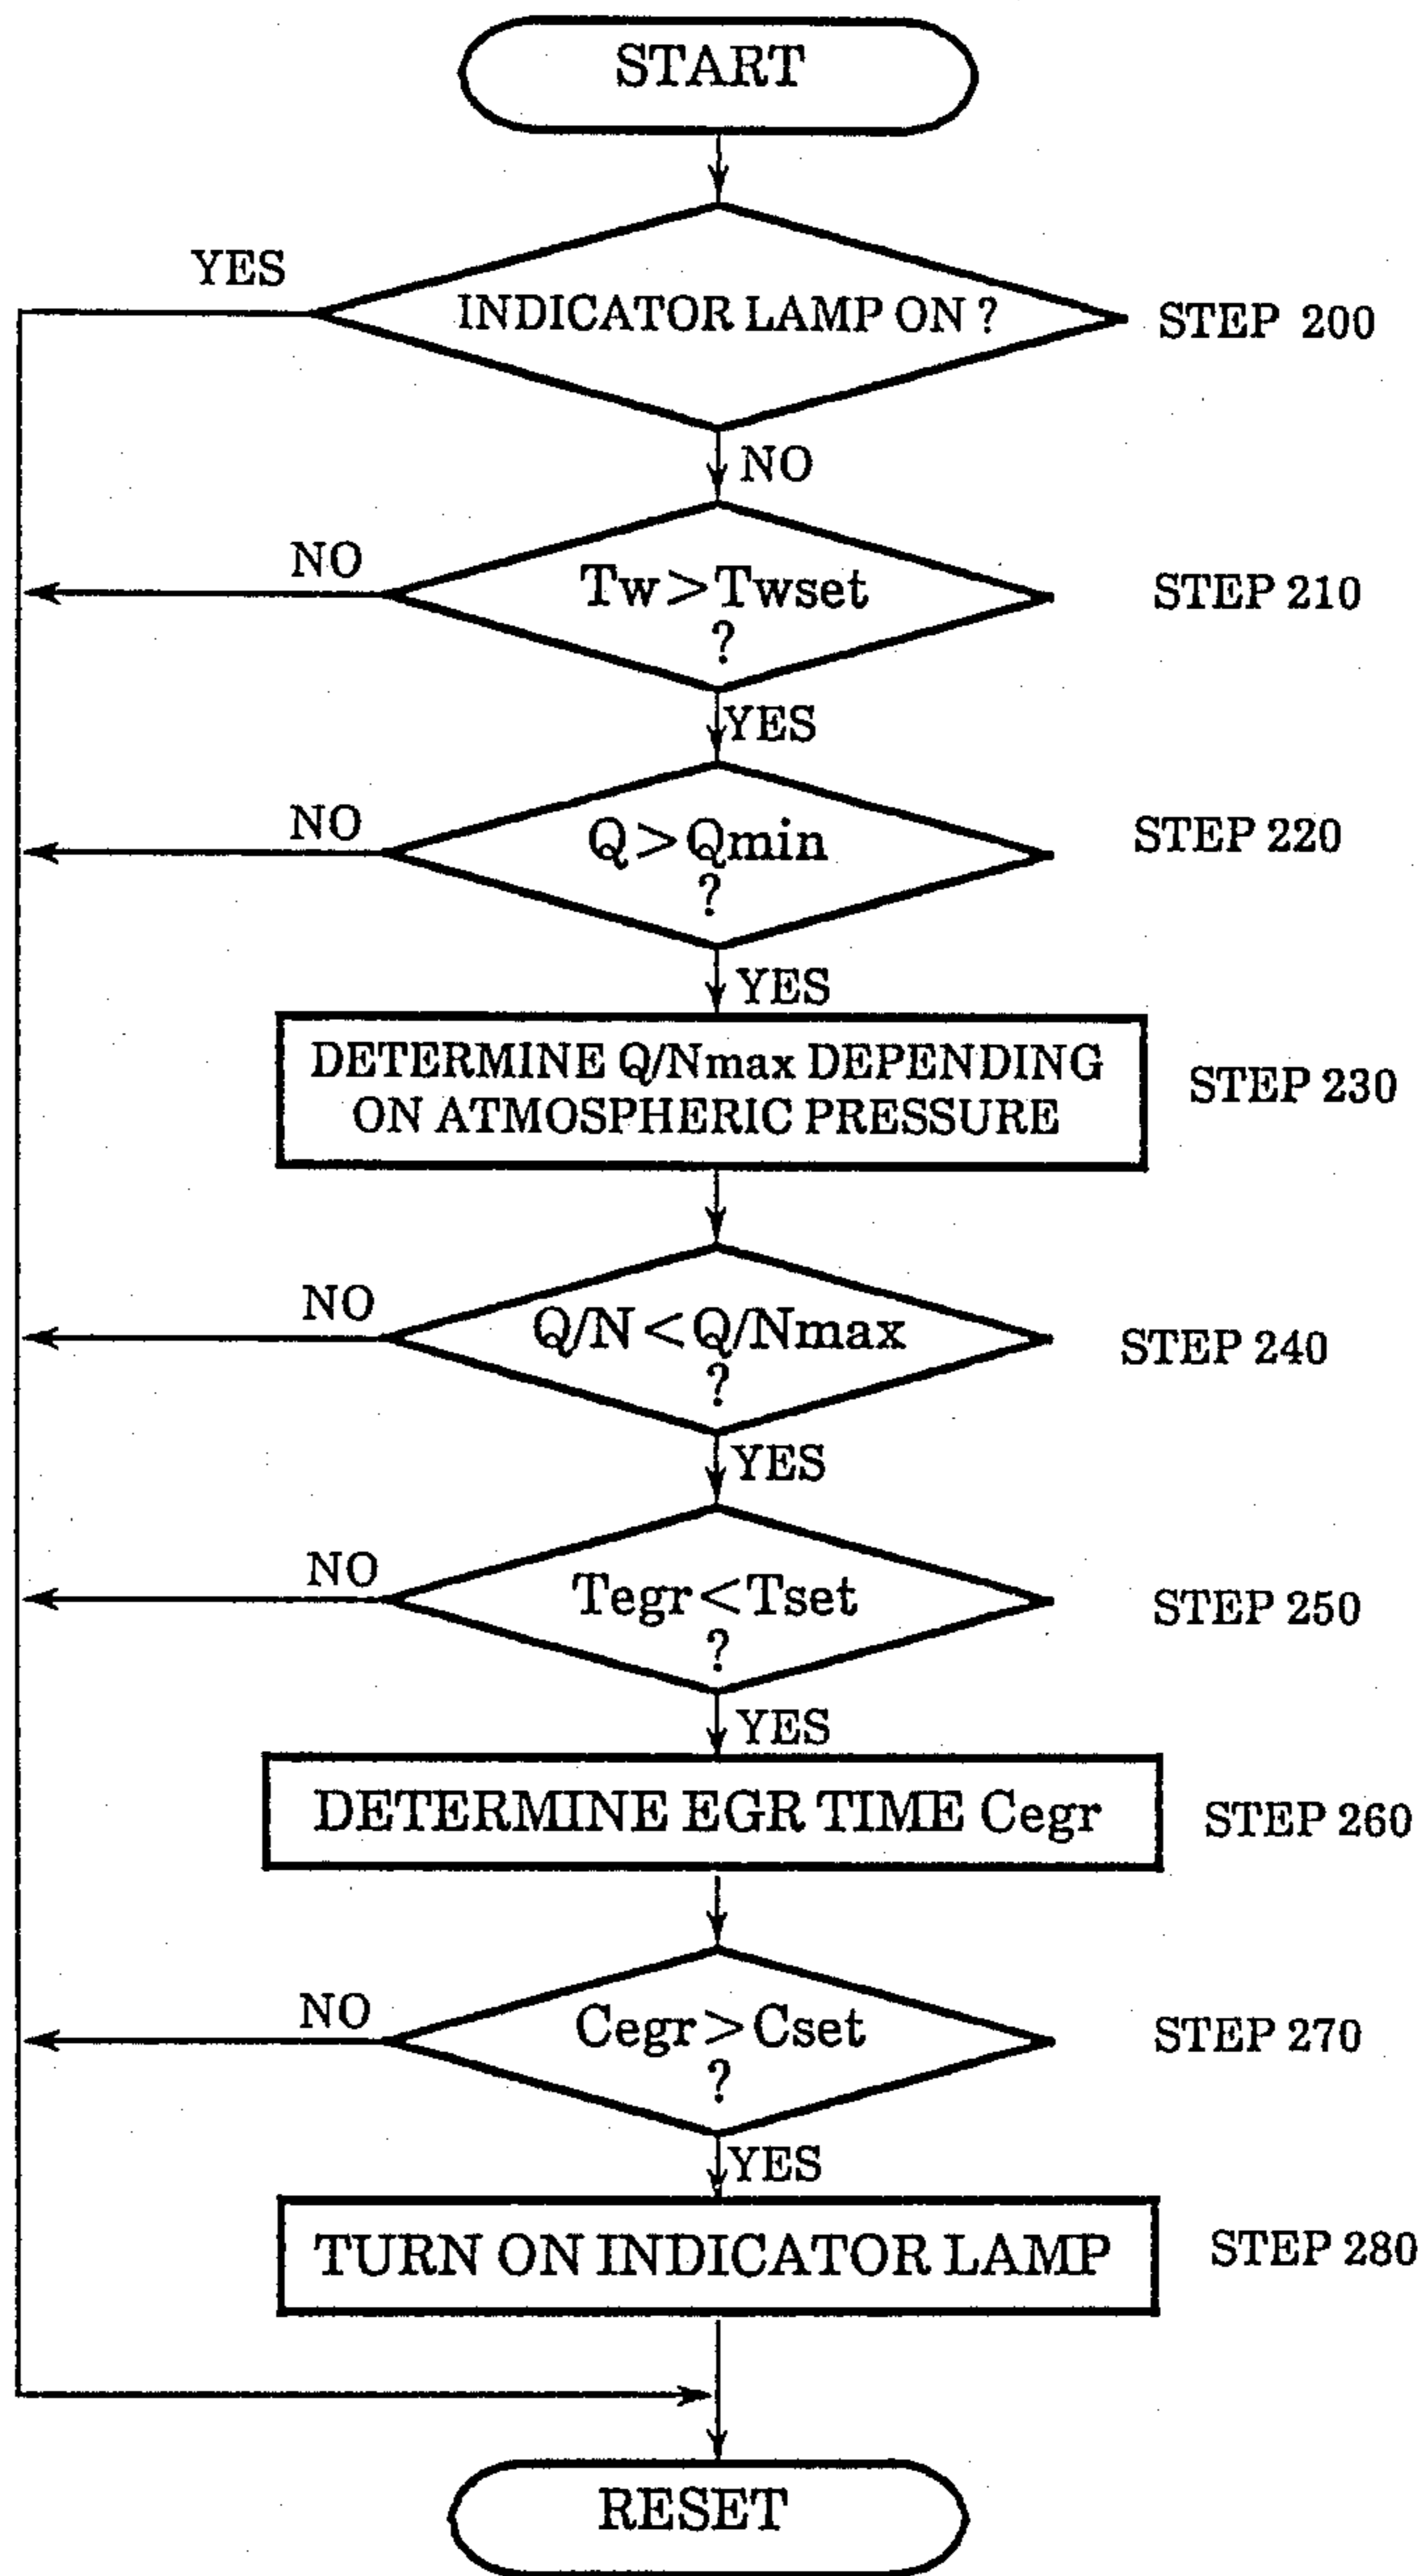 START
YES
INDICATOR LAMP ON ?
STEP 200
NO
NO
Tw>Twset
?
STEP 210
YES
NO
Q>Qmin
?
STEP 220
YES
DETERMINE Q/Nmax DEPENDING
ON ATMOSPHERIC PRESSURE
STEP 230
NO
Q/N<Q/Nmax
?
STEP 240
YES
NO
Tegr<Tset
?
STEP 250
YES
DETERMINE EGR TIME Cegr
STEP 260
NO
Cegr>Cset
?
STEP 270
YES
TURN ON INDICATOR LAMP
STEP 280
RESET